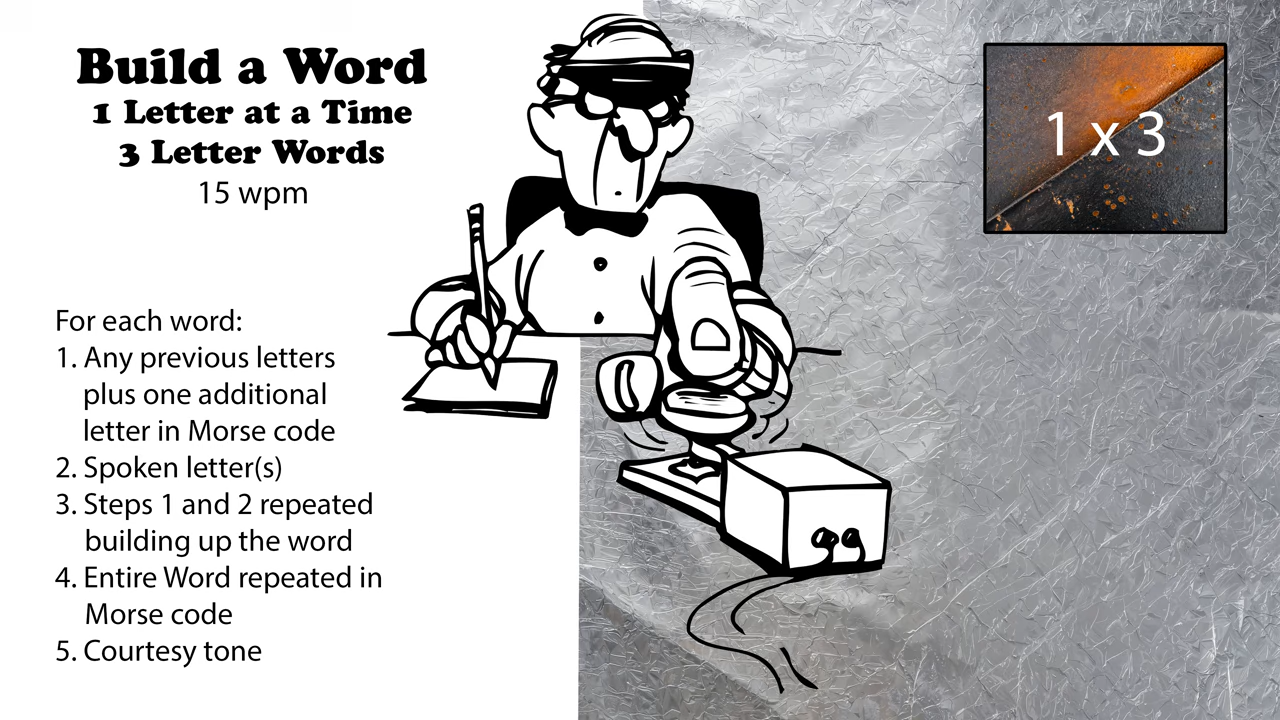 Build a Word
1 Letter at a Time
3 Letter Words
15 wpm
1 x 3
For each word:
1. Any previous letters
plus one additional
letter in Morse code
2. Spoken letter(s)
3. Steps 1 and 2 repeated
building up the word
4. Entire Word repeated in
Morse code
5. Courtesy tone